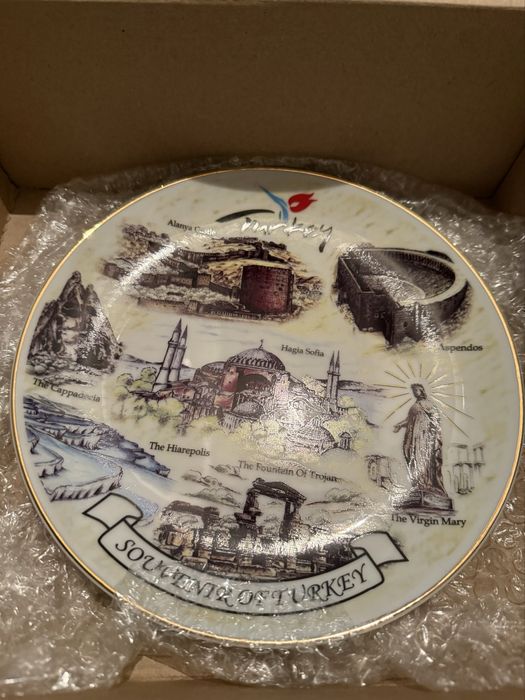 Turkey
Alanya Castle
Aspendos
Hagia Sofia
The Cappadocia
The Hiarepolis
The Fountain Of Trojan
The Virgin Mary
SOUVENIR OF TURKEY